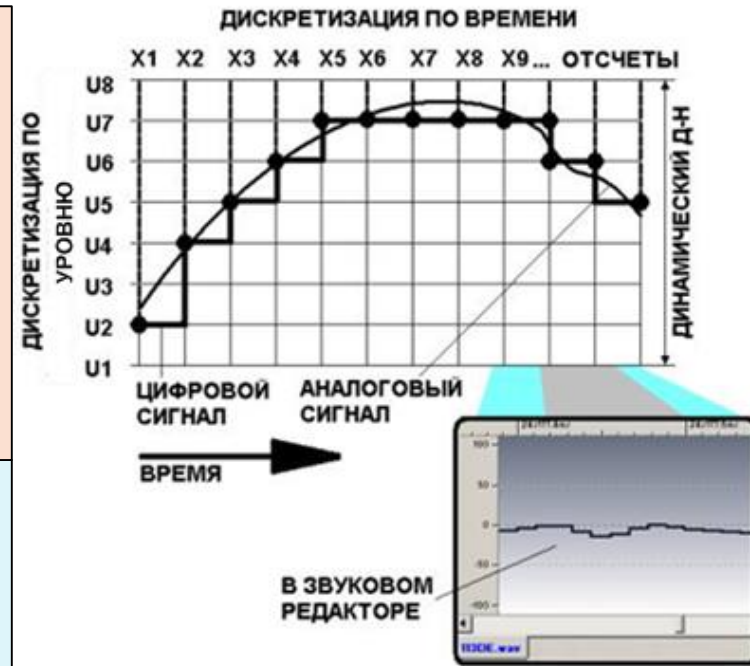 ДИСКРЕТИЗАЦИЯ ПО ВРЕМЕНИ
X1 X2 X3 X4 X5 X6 X7 X8 X9... ОТСЧЕТЫ
ДИСКРЕТИЗАЦИЯ ПО
УРОВНЮ
U8
U7
U6
U5
U4
U3
U2
U1
ДИНАМИЧЕСКИЙ Д-Н
ЦИФРОВОЙ
СИГНАЛ
АНАЛОГОВЫЙ
СИГНАЛ
ВРЕМЯ
100
50
0
-50
-100
В ЗВУКОВОМ
РЕДАКТОРЕ